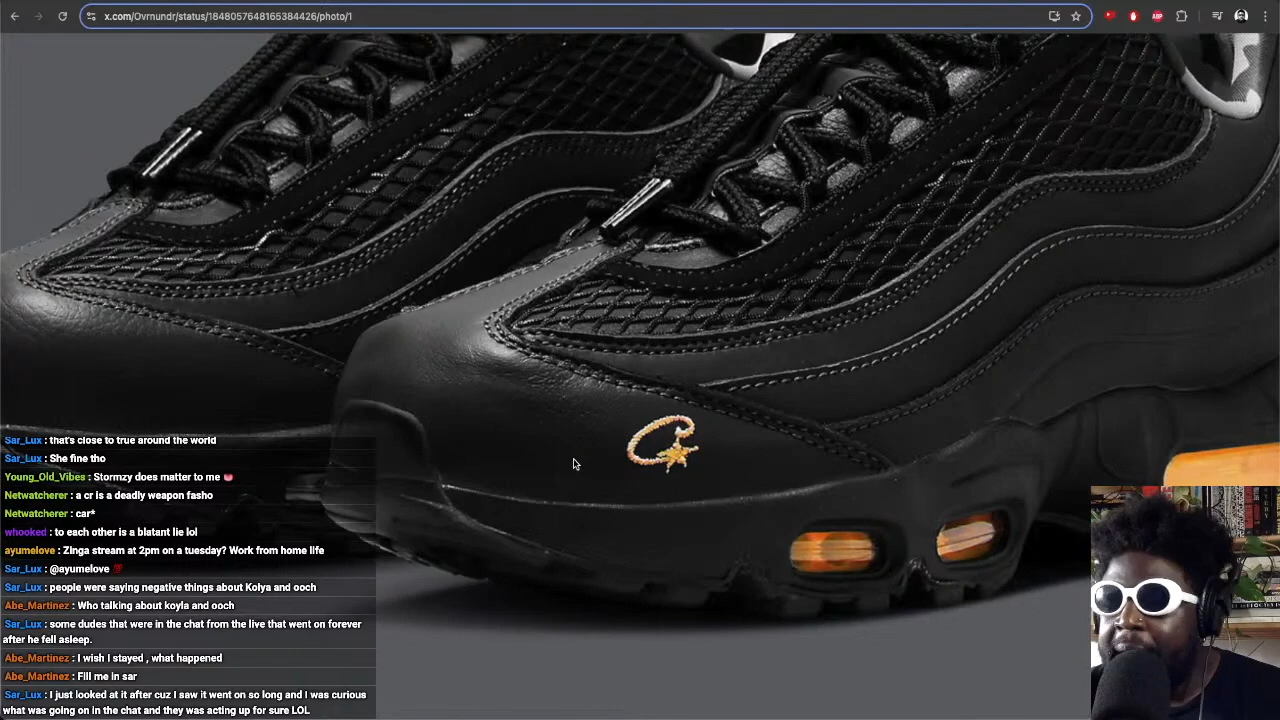 x.com/Ovrnundr/status/1848057648165384426/photo/1
Sar_Lux : that's close to true around the world
Sar_Lux : She fine tho
Young_Old_Vibes : Stormzy does matter to me 👅
Netwatcherer : a cr is a deadly weapon fasho
Netwatcherer : car*
whooked : to each other is a blatant lie lol
ayumelove : Zinga stream at 2pm on a tuesday? Work from home life
Sar_Lux : @ayumelove 💯
Sar_Lux : people were saying negative things about Kolya and ooch
Abe_Martinez : Who talking about koyla and ooch
Sar_Lux : some dudes that were in the chat from the live that went on forever
after he fell asleep.
Abe_Martinez : I wish I stayed , what happened
Abe_Martinez : Fill me in sar
Sar_Lux : I just looked at it after cuz I saw it went on so long and I was curious
what was going on in the chat and they was acting up for sure LOL